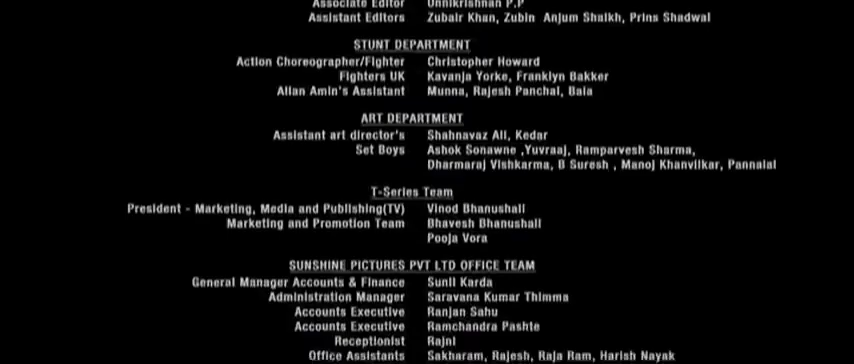 Associate Editor Unnikrishnan P.P
Assistant Editors Zubair Khan, Zubin Anjum Shaikh, Prins Shadwal
STUNT DEPARTMENT
Action Choreographer/Fighter Christopher Howard
Fighters UK Kavanja Yorke, Franklyn Bakker
Allan Amin's Assistant Munna, Rajesh Panchal, Bala
ART DEPARTMENT
Assistant art director's Shahnavaz Ali, Kedar
Set Boys Ashok Sonawne ,Yuvraaj, Ramparvesh Sharma,
Dharmaraj Vishkarma, B Suresh , Manoj Khanvilkar, Pannalal
T-Series Team
President - Marketing, Media and Publishing(TV) Vinod Bhanushali
Marketing and Promotion Team Bhavesh Bhanushali
Pooja Vora
SUNSHINE PICTURES PVT LTD OFFICE TEAM
General Manager Accounts & Finance Sunil Karda
Administration Manager Saravana Kumar Thimma
Accounts Executive Ranjan Sahu
Accounts Executive Ramchandra Pashte
Receptionist Rajni
Office Assistants Sakharam, Rajesh, Raja Ram, Harish Nayak